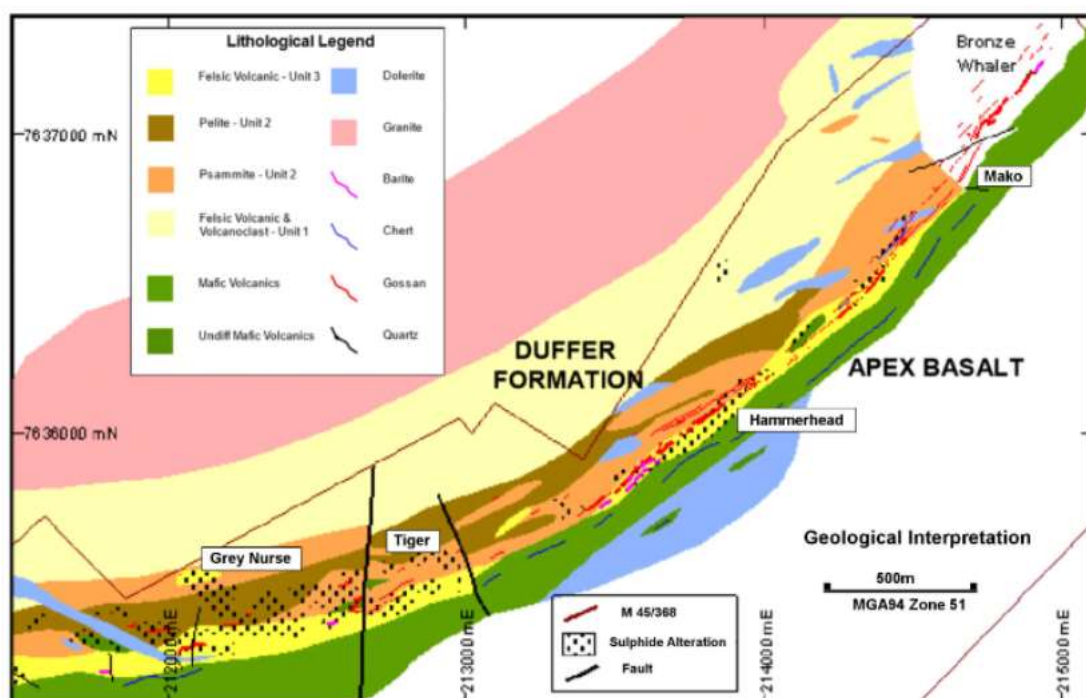 Lithological Legend
Felsic Volcanic - Unit 3
Dolerite
Pelite - Unit 2
Granite
Psammite - Unit 2
Barite
Felsic Volcanic &
Volcanoclast - Unit 1
Chert
Mafic Volcanics
Gossan
Undiff Mafic Volcanics
Quartz
Bronze
Whaler
7637000 mN
Mako
DUFFER
FORMATION
APEX BASALT
Hammerhead
7636000 mN
Grey Nurse
Tiger
Geological Interpretation
500m
MGA94 Zone 51
M 45/368
Sulphide Alteration
Fault
212000 mE
213000 mE
214000 mE
215000 mE